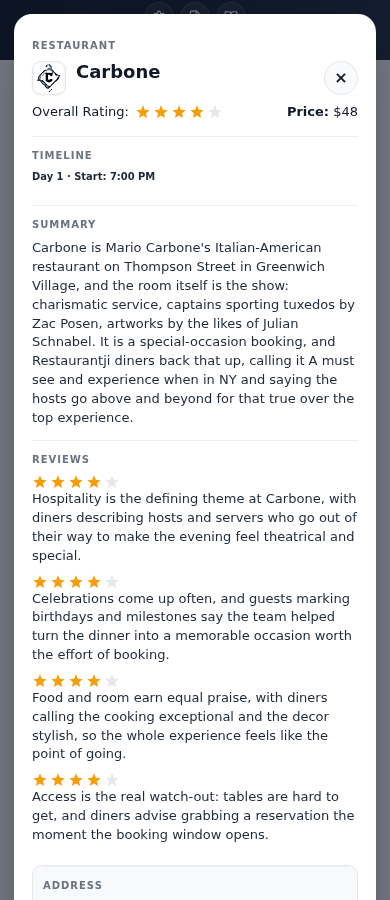 RESTAURANT
Carbone
Overall Rating:
Price: $48
TIMELINE
Day 1 · Start: 7:00 PM
SUMMARY
Carbone is Mario Carbone's Italian-American
restaurant on Thompson Street in Greenwich
Village, and the room itself is the show:
charismatic service, captains sporting tuxedos by
Zac Posen, artworks by the likes of Julian
Schnabel. It is a special-occasion booking, and
Restaurantji diners back that up, calling it A must
see and experience when in NY and saying the
hosts go above and beyond for that true over the
top experience.
REVIEWS
Hospitality is the defining theme at Carbone, with
diners describing hosts and servers who go out of
their way to make the evening feel theatrical and
special.
Celebrations come up often, and guests marking
birthdays and milestones say the team helped
turn the dinner into a memorable occasion worth
the effort of booking.
Food and room earn equal praise, with diners
calling the cooking exceptional and the decor
stylish, so the whole experience feels like the
point of going.
Access is the real watch-out: tables are hard to
get, and diners advise grabbing a reservation the
moment the booking window opens.
ADDRESS